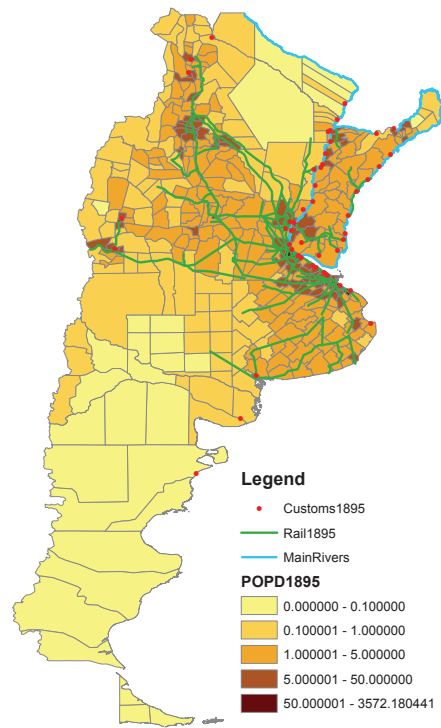 Legend
Customs1895
Rail1895
MainRivers
POPD1895
0.000000 - 0.100000
0.100001 - 1.000000
1.000001 - 5.000000
5.000001 - 50.000000
50.000001 - 3572.180441